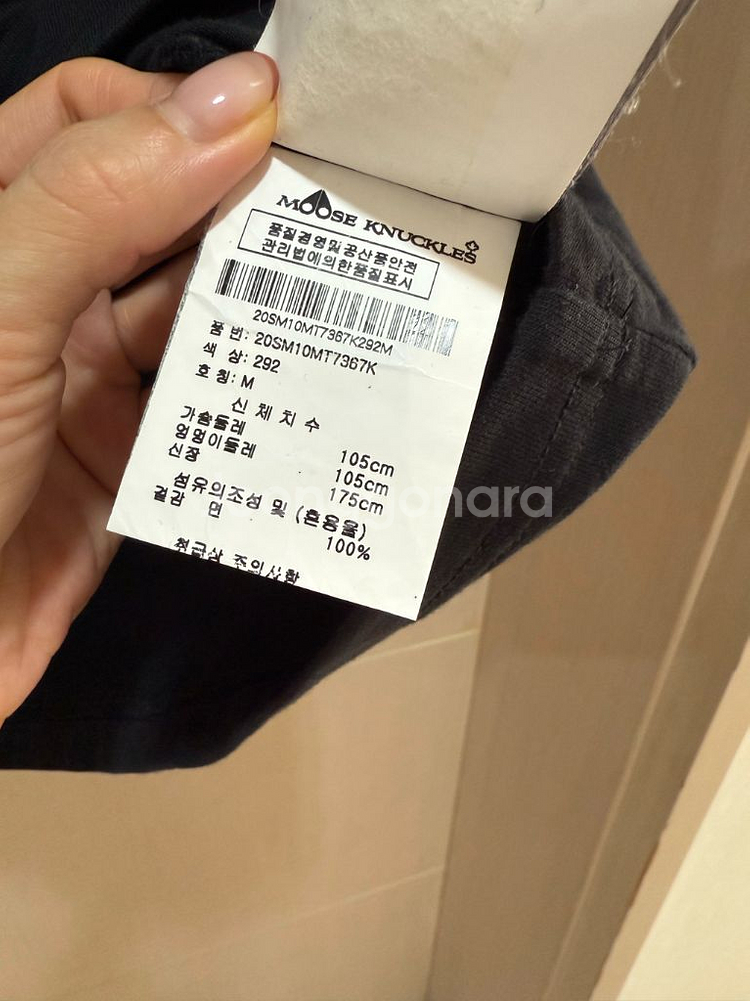 MOOSE KNUCKLES
품질경영및공산품안전
관리법에의한품질표시
20SM10MT7367K292M
품 번: 20SM10MT7367K
색 상: 292
호 칭: M
신 체 치 수
가슴둘레 105cm
엉덩이둘레 105cm
신장 175cm
섬유의조성 및 (혼용율)
겉감 면 100%
취급상 주의사항